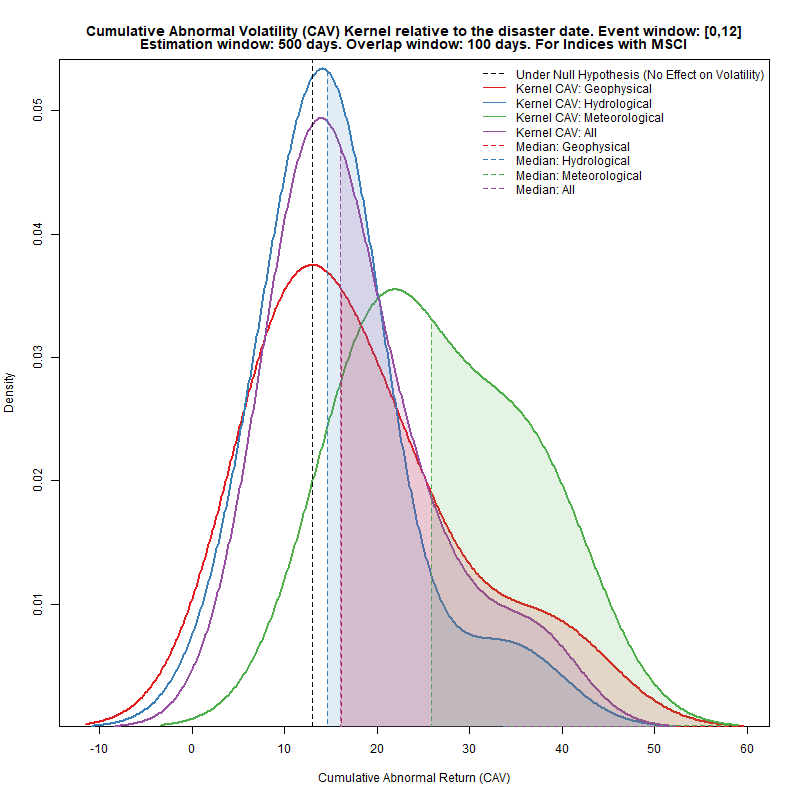 Cumulative Abnormal Volatility (CAV) Kernel relative to the disaster date. Event window: [0,12]
Estimation window: 500 days. Overlap window: 100 days. For Indices with MSCI
Under Null Hypothesis (No Effect on Volatility)
Kernel CAV: Geophysical
Kernel CAV: Hydrological
Kernel CAV: Meteorological
Kernel CAV: All
Median: Geophysical
Median: Hydrological
Median: Meteorological
Median: All
Density
0.05
0.04
0.03
0.02
0.01
-10 0 10 20 30 40 50 60
Cumulative Abnormal Return (CAV)